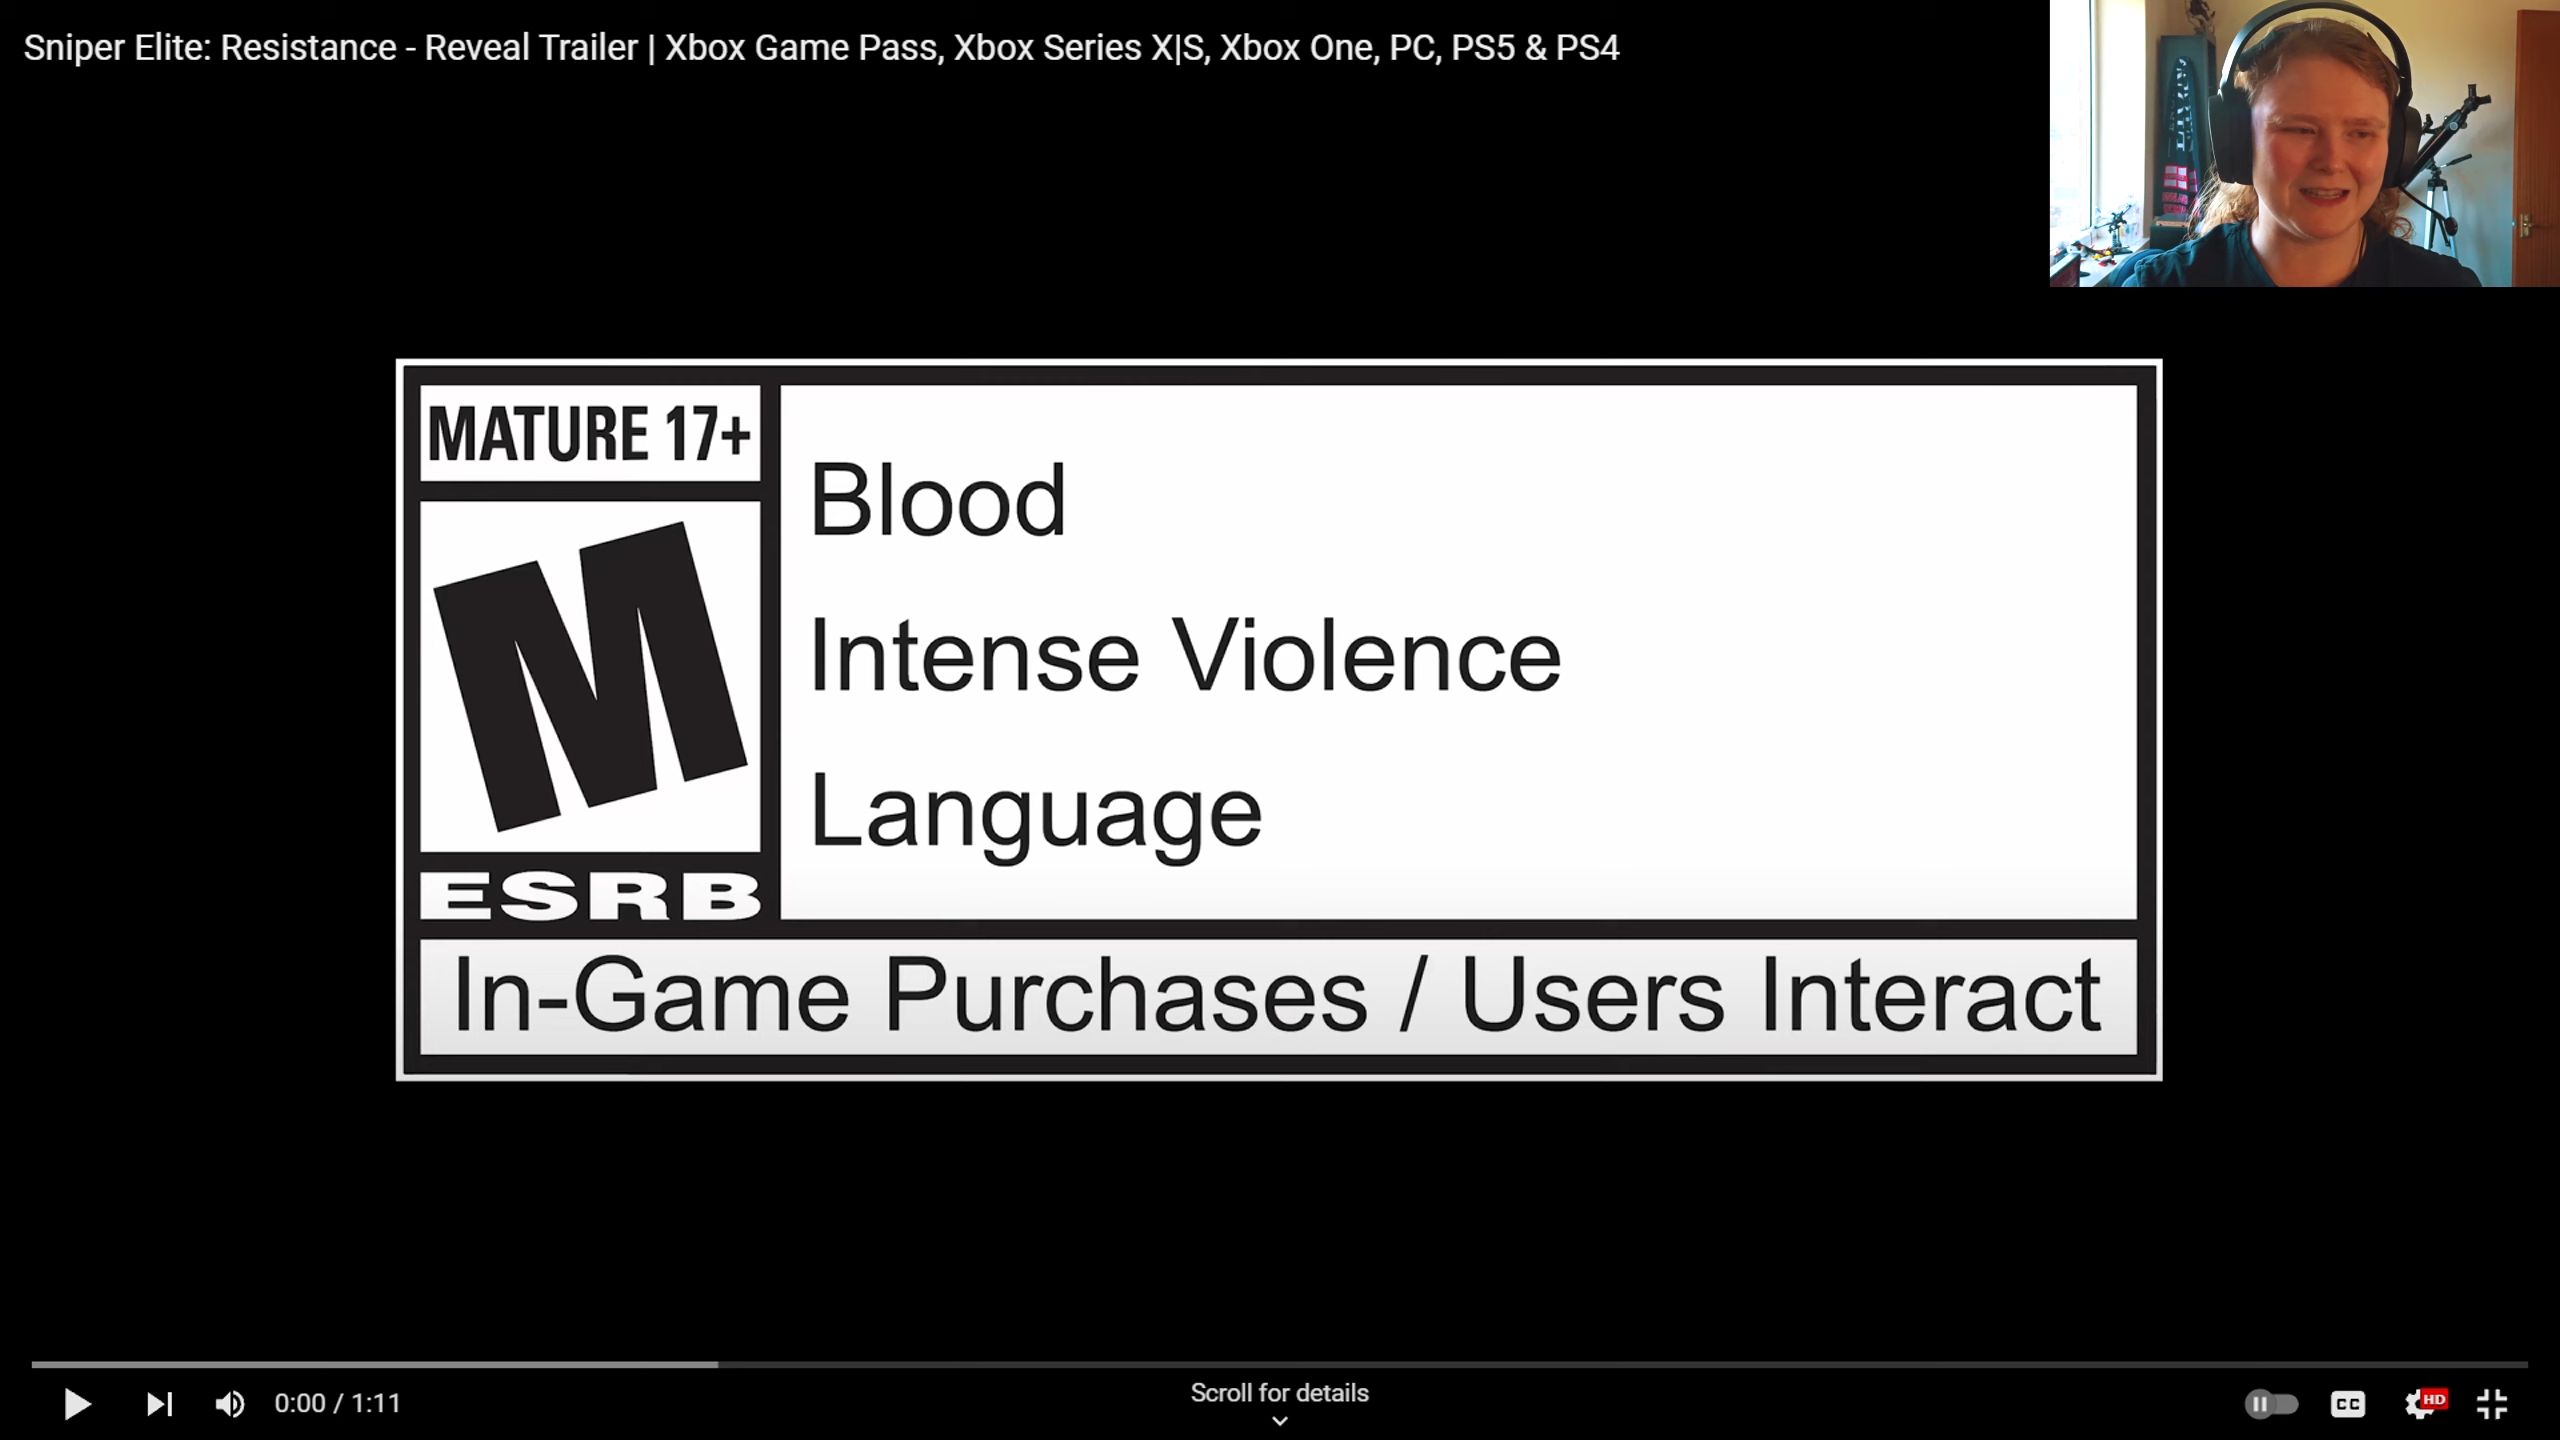 Sniper Elite: Resistance - Reveal Trailer | Xbox Game Pass, Xbox Series X|S, Xbox One, PC, PS5 & PS4
MATURE 17+
M
ESRB
Blood
Intense Violence
Language
In-Game Purchases / Users Interact
0:00 / 1:11
Scroll for details
CC
HD